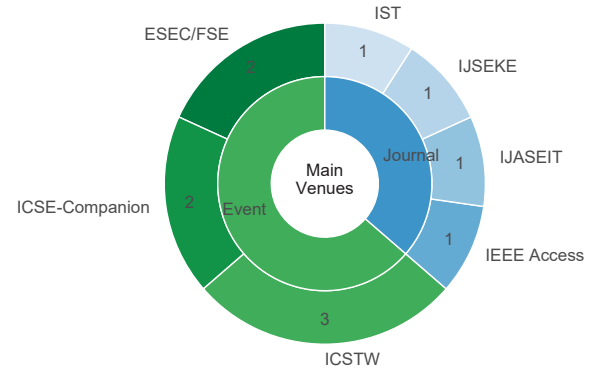 IST
ESEC/FSE
2
1
IJSEKE
1
Journal
1
IJASEIT
Main
Venues
ICSE-Companion
2
Event
1
IEEE Access
3
ICSTW